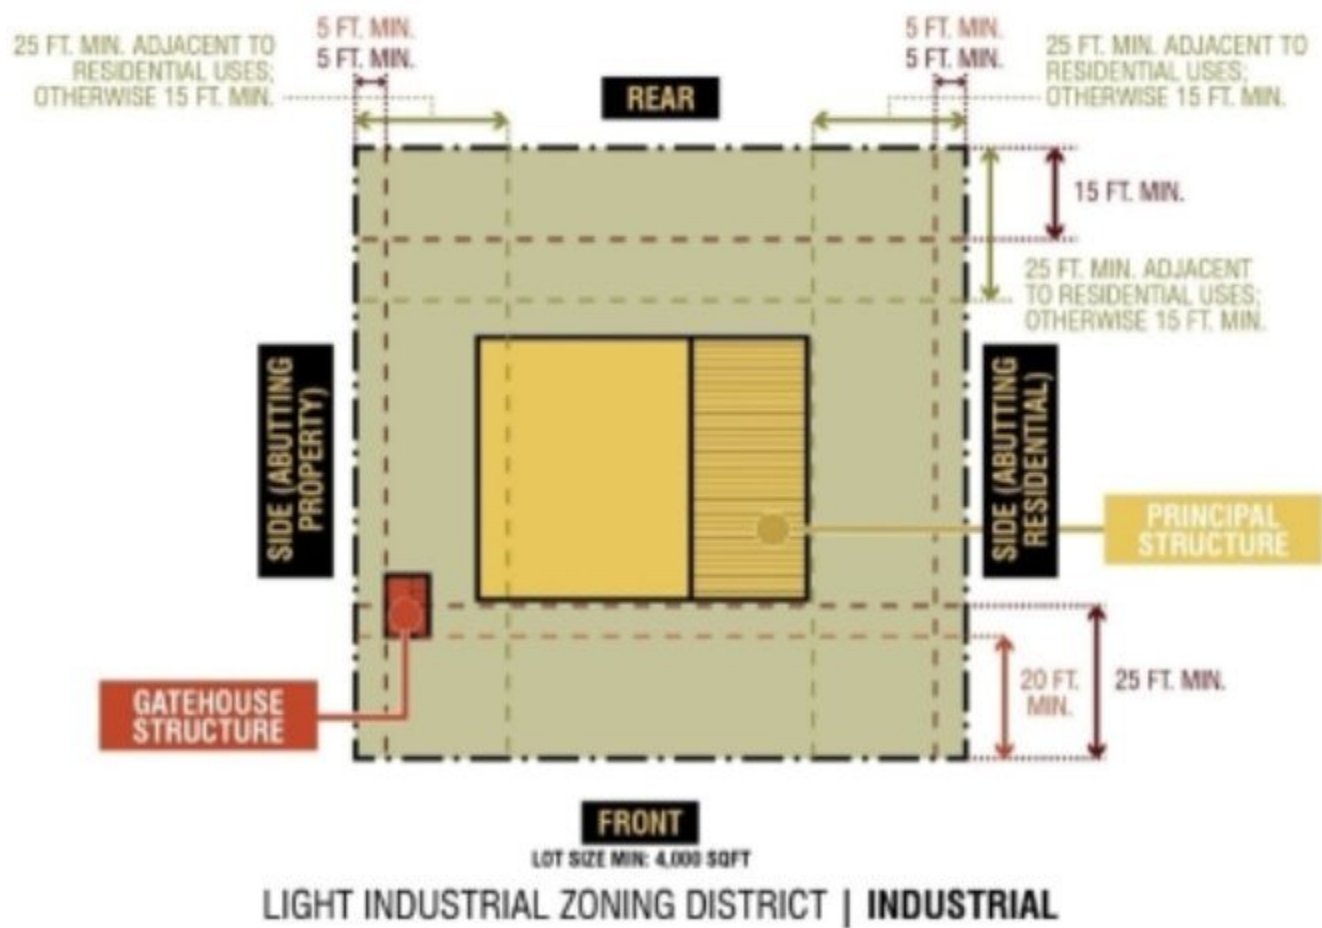 25 FT. MIN. ADJACENT TO
RESIDENTIAL USES;
OTHERWISE 15 FT. MIN.
5 FT. MIN.
5 FT. MIN.
REAR
5 FT. MIN.
5 FT. MIN.
25 FT. MIN. ADJACENT TO
RESIDENTIAL USES;
OTHERWISE 15 FT. MIN.
15 FT. MIN.
25 FT. MIN. ADJACENT
TO RESIDENTIAL USES;
OTHERWISE 15 FT. MIN.
SIDE (ABUTTING
PROPERTY)
SIDE (ABUTTING
RESIDENTIAL)
PRINCIPAL
STRUCTURE
GATEHOUSE
STRUCTURE
20 FT.
MIN.
25 FT. MIN.
FRONT
LOT SIZE MIN: 4,000 SQFT
LIGHT INDUSTRIAL ZONING DISTRICT | INDUSTRIAL